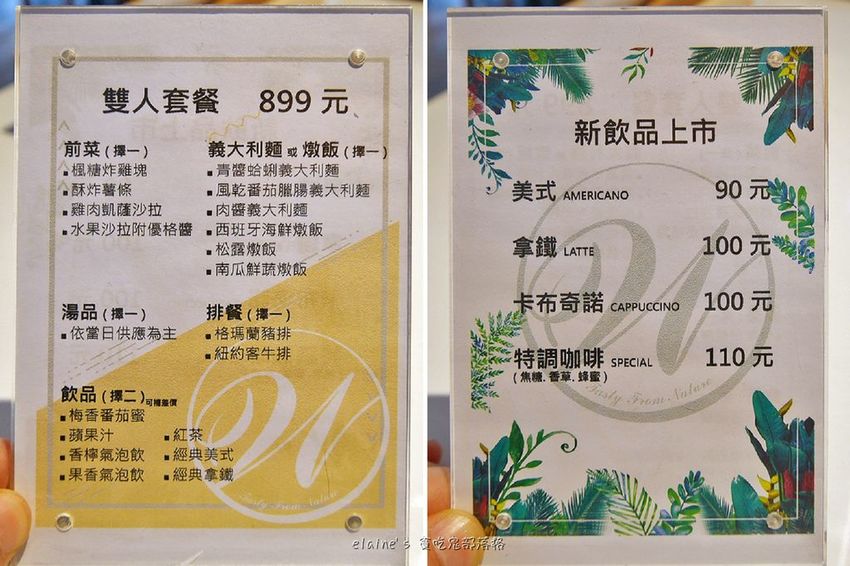 雙人套餐 899 元
前菜 (擇一)
▪楓糖炸雞塊
▪酥炸薯條
▪雞肉凱薩沙拉
▪水果沙拉附優格醬
義大利麵 或 燉飯 (擇一)
▪青醬蛤蜊義大利麵
▪風乾番茄臘腸義大利麵
▪肉醬義大利麵
▪西班牙海鮮燉飯
▪松露燉飯
▪南瓜鮮蔬燉飯
湯品 (擇一)
▪依當日供應為主
排餐 (擇一)
▪格瑪蘭豬排
▪紐約客牛排
飲品 (擇二) 可補差價
▪梅香番茄蜜
▪蘋果汁
▪香檸氣泡飲
▪果香氣泡飲
▪紅茶
▪經典美式
▪經典拿鐵
Tasty From Nature
新飲品上市
美式 AMERICANO 90 元
拿鐵 LATTE 100 元
卡布奇諾 CAPPUCCINO 100 元
特調咖啡 SPECIAL 110 元
(焦糖.香草.蜂蜜)
Tasty From Nature
elaine's 貪吃鬼部落格